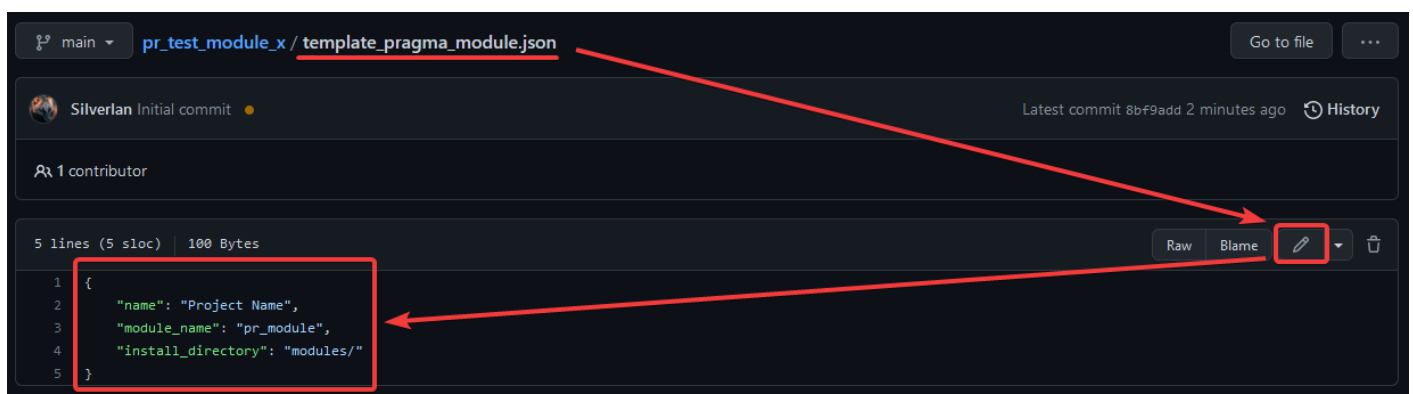 main pr_test_module_x / template_pragma_module.json Go to file ...
Silverlan Initial commit Latest commit 8bf9add 2 minutes ago History
1 contributor
5 lines (5 sloc) 100 Bytes Raw Blame
1 {
2 "name": "Project Name",
3 "module_name": "pr_module",
4 "install_directory": "modules/"
5 }